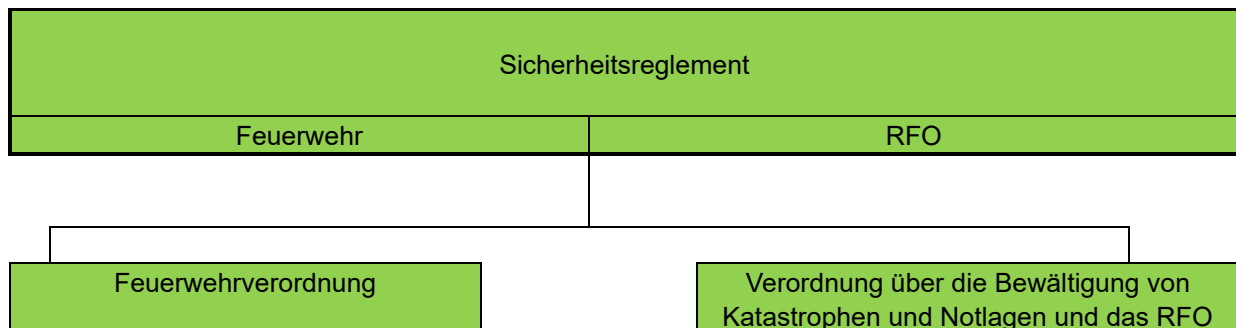 Sicherheitsreglement
Feuerwehr
RFO
Feuerwehrverordnung
Verordnung über die Bewältigung von
Katastrophen und Notlagen und das RFO